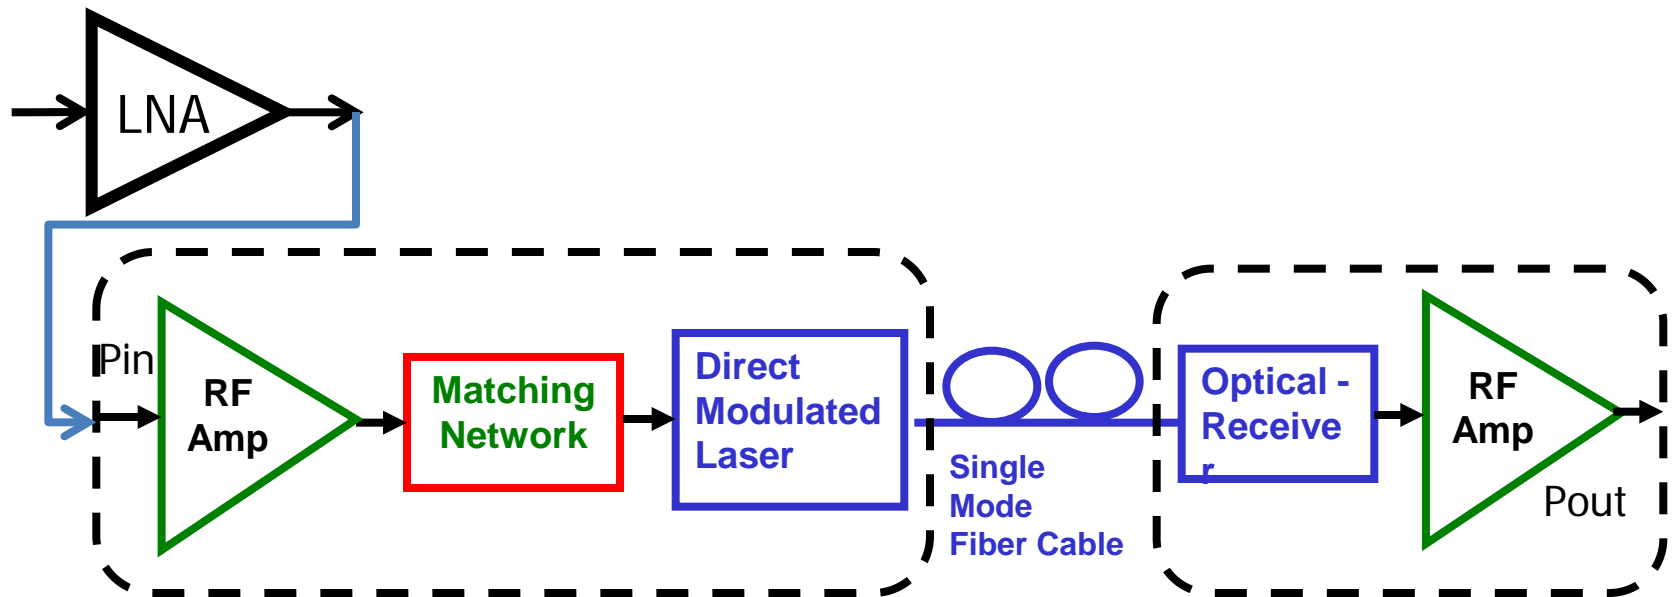 LNA
Pin
RF
Amp
Matching
Network
Direct
Modulated
Laser
Single
Mode
Fiber Cable
Optical -
Receive
r
RF
Amp
Pout